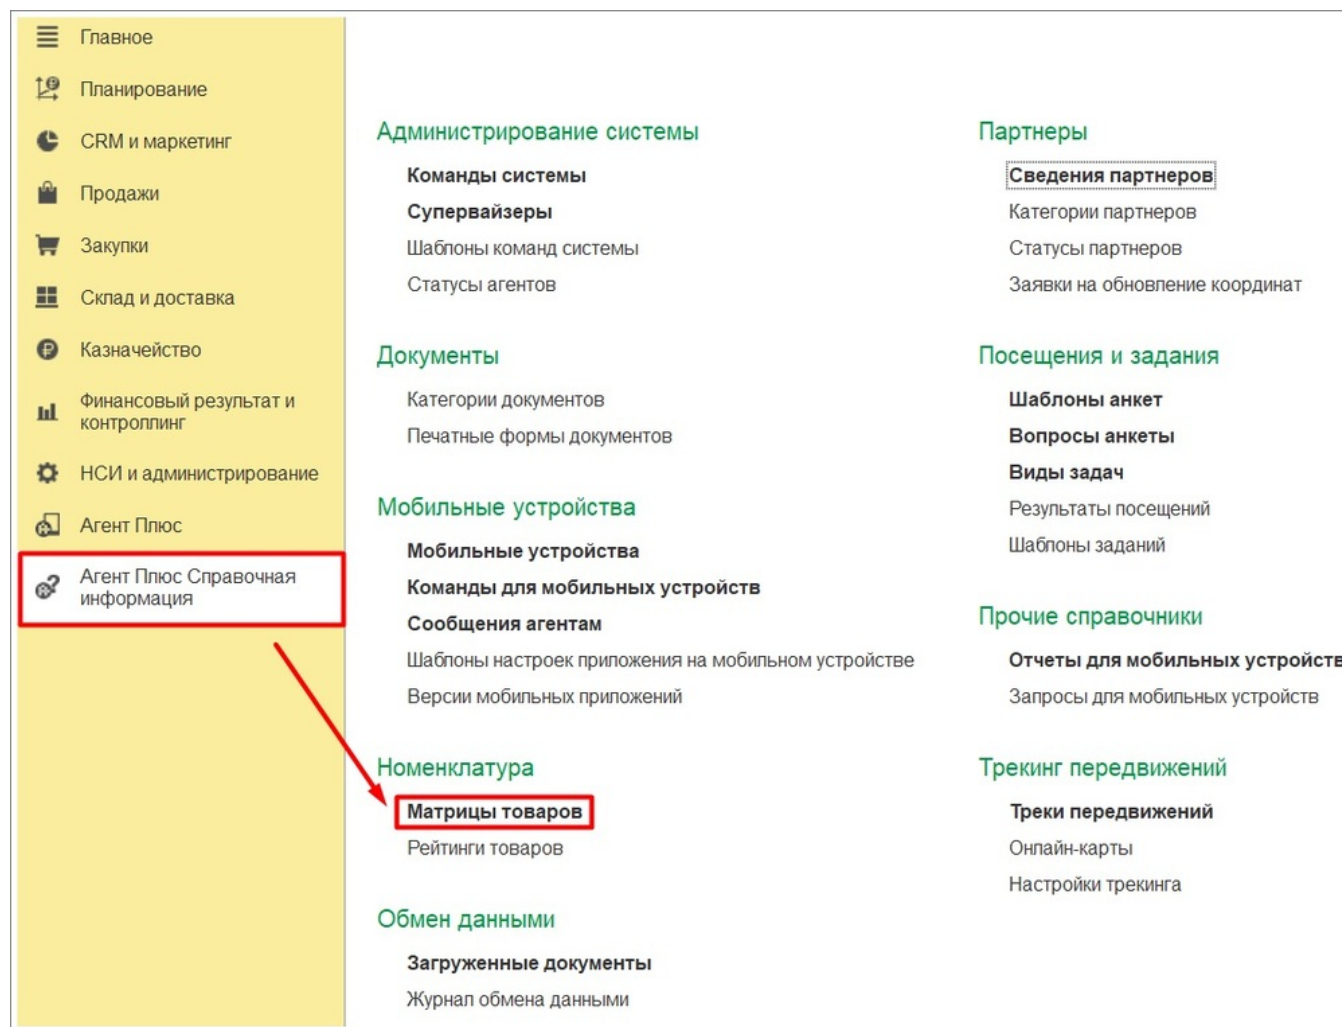 Главное
Планирование
CRM и маркетинг
Продажи
Закупки
Склад и доставка
Казначейство
Финансовый результат и
контроллинг
НСИ и администрирование
Агент Плюс
Агент Плюс Справочная
информация
Администрирование системы
Команды системы
Супервайзеры
Шаблоны команд системы
Статусы агентов
Документы
Категории документов
Печатные формы документов
Мобильные устройства
Мобильные устройства
Команды для мобильных устройств
Сообщения агентам
Шаблоны настроек приложения на мобильном устройстве
Версии мобильных приложений
Номенклатура
Матрицы товаров
Рейтинги товаров
Обмен данными
Загруженные документы
Журнал обмена данными
Партнеры
Сведения партнеров
Категории партнеров
Статусы партнеров
Заявки на обновление координат
Посещения и задания
Шаблоны анкет
Вопросы анкеты
Виды задач
Результаты посещений
Шаблоны заданий
Прочие справочники
Отчеты для мобильных устройств
Запросы для мобильных устройств
Трекинг передвижений
Треки передвижений
Онлайн-карты
Настройки трекинга